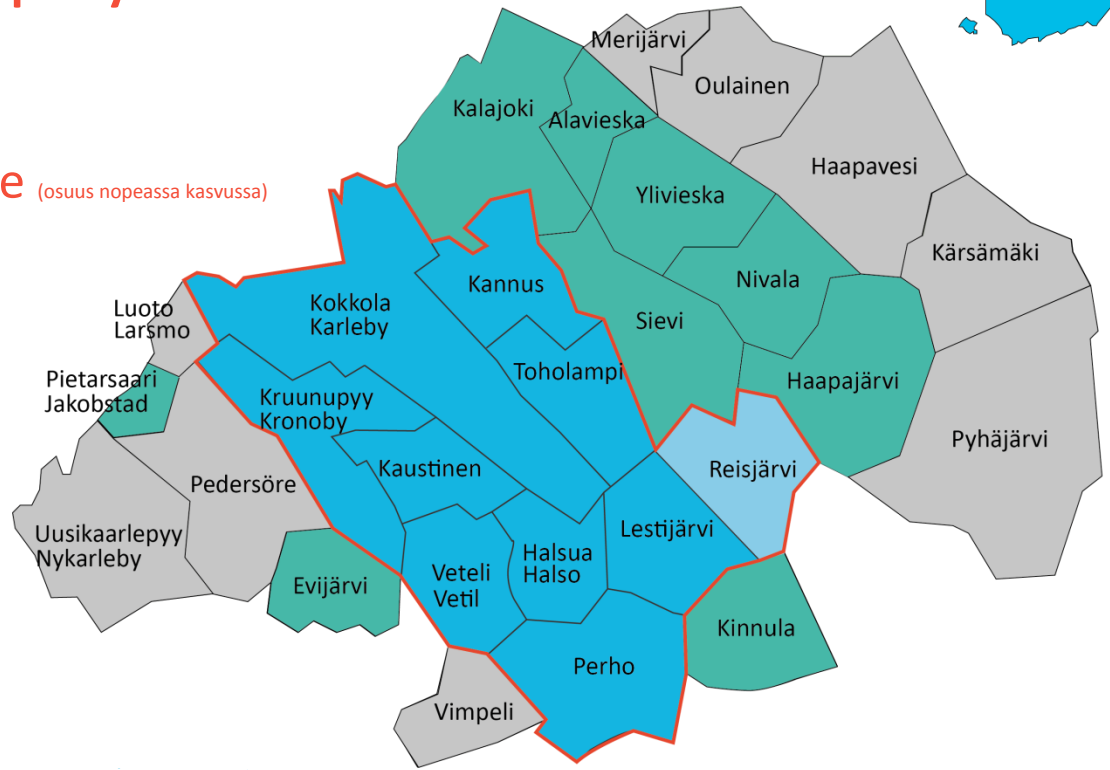 e (osuus nopeassa kasvussa)
Merijärvi
Oulainen
Kalajoki
Alavieska
Haapavesi
Ylivieska
Kärsämäki
Kannus
Nivala
Luoto
Larsmo
Kokkola
Karleby
Sievi
Pietarsaari
Jakobstad
Toholampi
Haapajärvi
Kruunupyy
Kronoby
Pyhäjärvi
Kaustinen
Reisjärvi
Pedersöre
Uusikaarlepyy
Nykarleby
Lestijärvi
Halsua
Halso
Evijärvi
Veteli
Vetil
Kinnula
Perho
Vimpeli